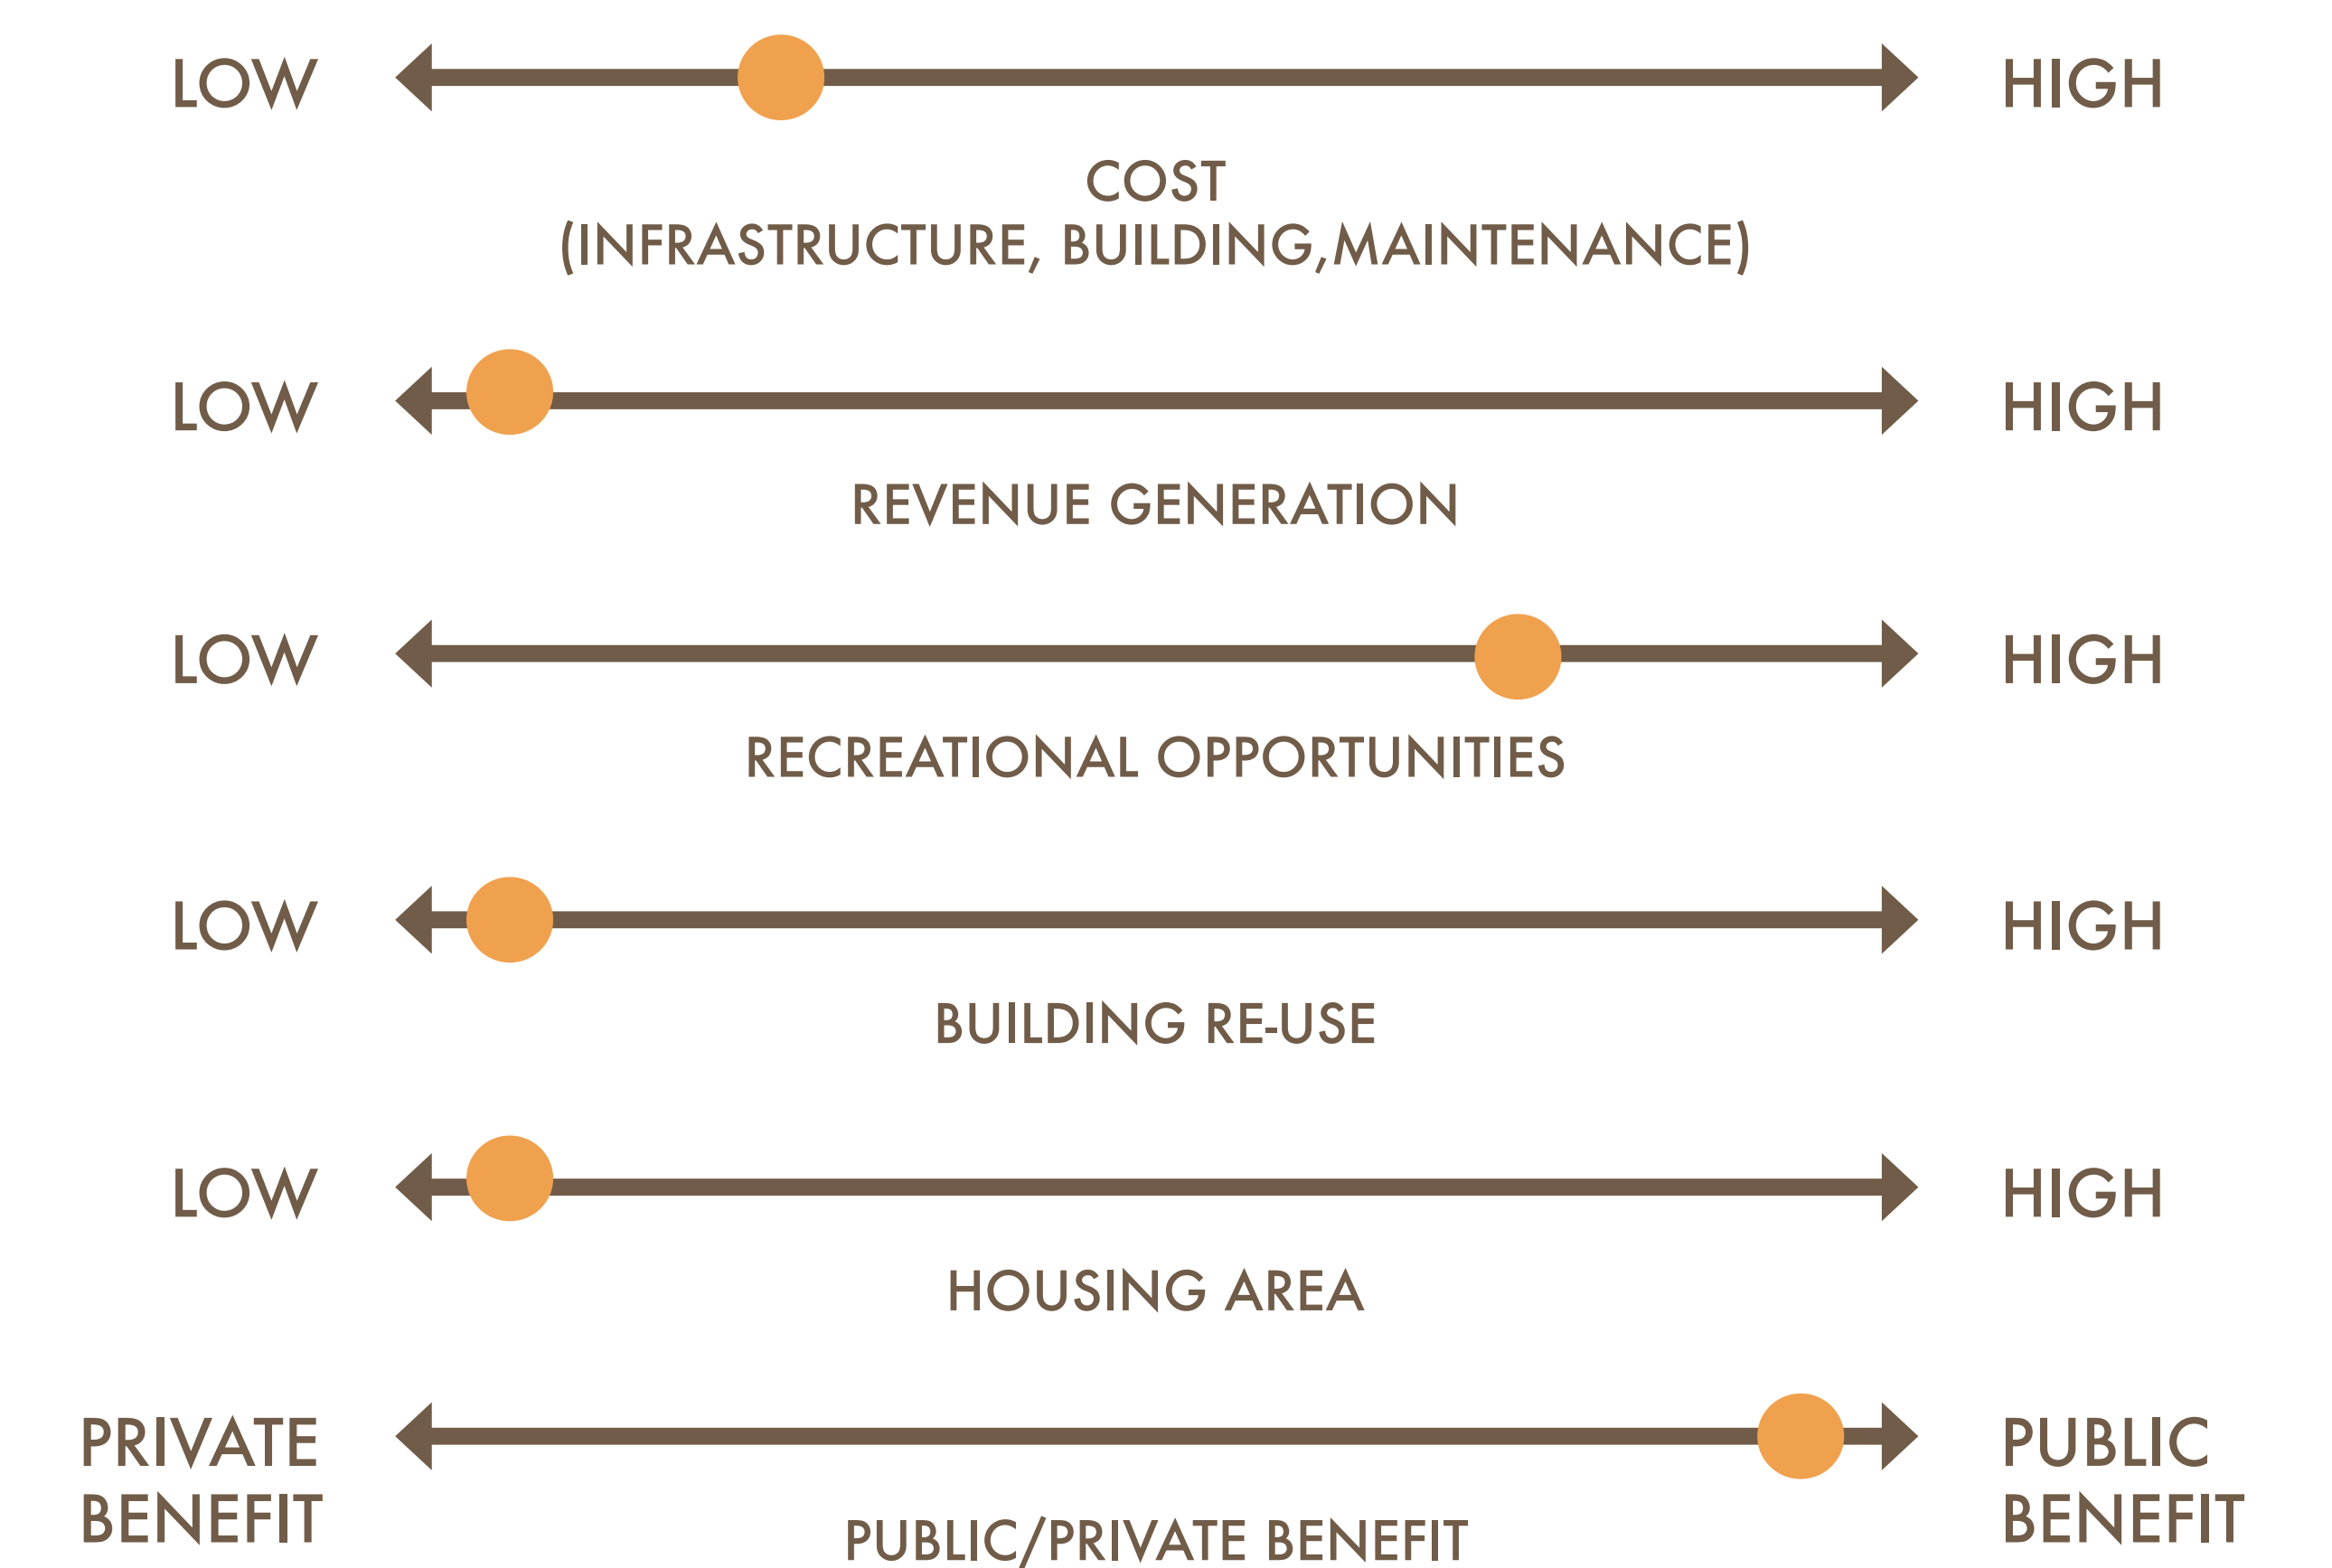 LOW HIGH
COST
(INFRASTRUCTURE, BUILDING,MAINTENANCE)
LOW HIGH
REVENUE GENERATION
LOW HIGH
RECREATIONAL OPPORTUNITIES
LOW HIGH
BUILDING RE-USE
LOW HIGH
HOUSING AREA
PRIVATE PUBLIC
BENEFIT BENEFIT
PUBLIC/PRIVATE BENEFIT